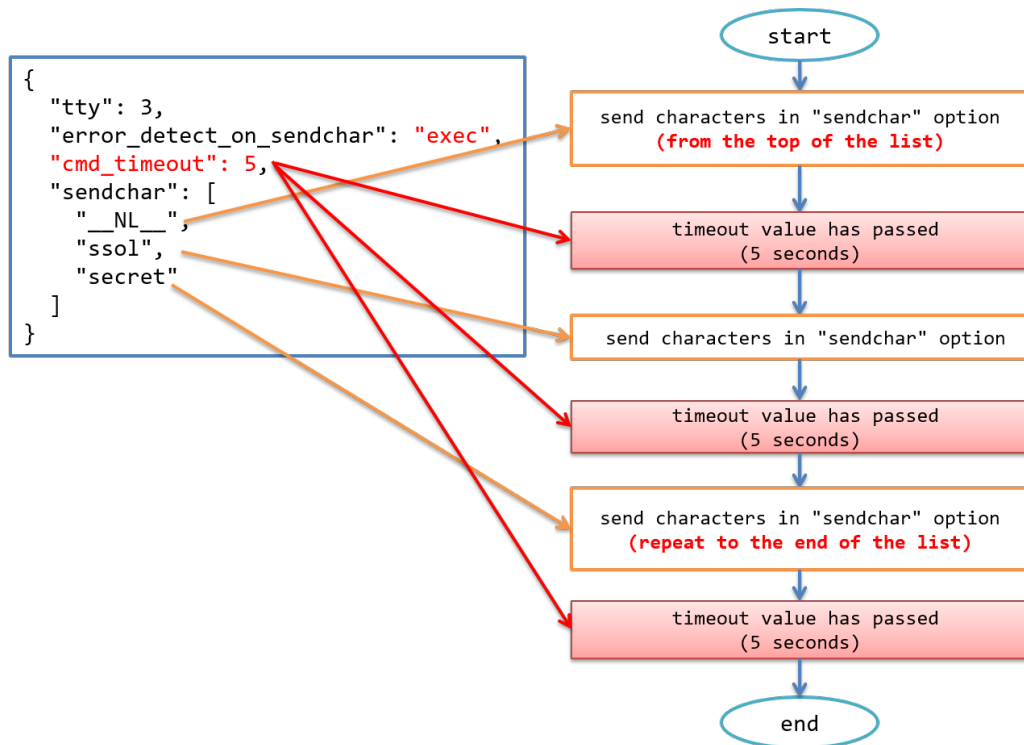 {
"tty": 3,
"error_detect_on_sendchar": "exec",
"cmd_timeout": 5,
"sendchar": [
"__NL__",
"ssol",
"secret"
]
}
start
send characters in "sendchar" option
(from the top of the list)
timeout value has passed
(5 seconds)
send characters in "sendchar" option
timeout value has passed
(5 seconds)
send characters in "sendchar" option
(repeat to the end of the list)
timeout value has passed
(5 seconds)
end